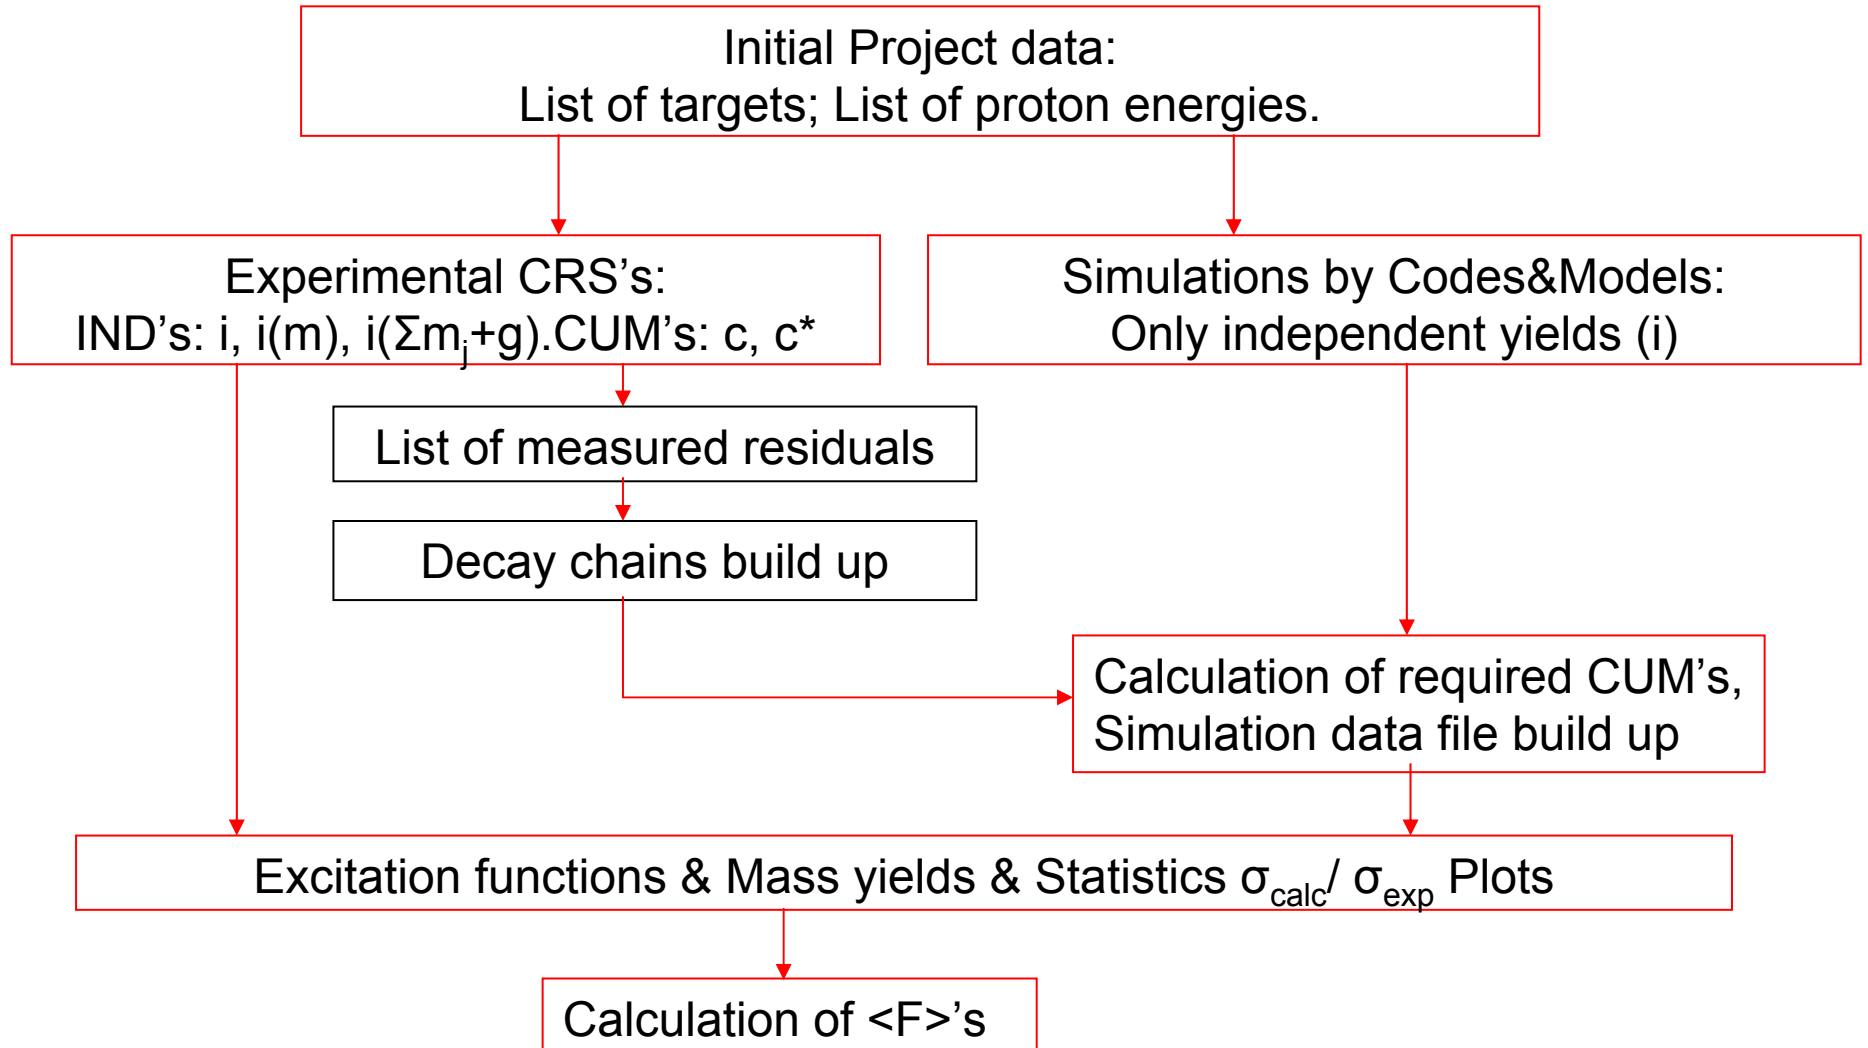 Initial Project data:
List of targets; List of proton energies.
Experimental CRS’s:
IND’s: i, i(m), i(Σmj+g).CUM’s: c, c*
Simulations by Codes&Models:
Only independent yields (i)
List of measured residuals
Decay chains build up
Calculation of required CUM’s,
Simulation data file build up
Excitation functions & Mass yields & Statistics σcalc/ σexp Plots
Calculation of <F>’s